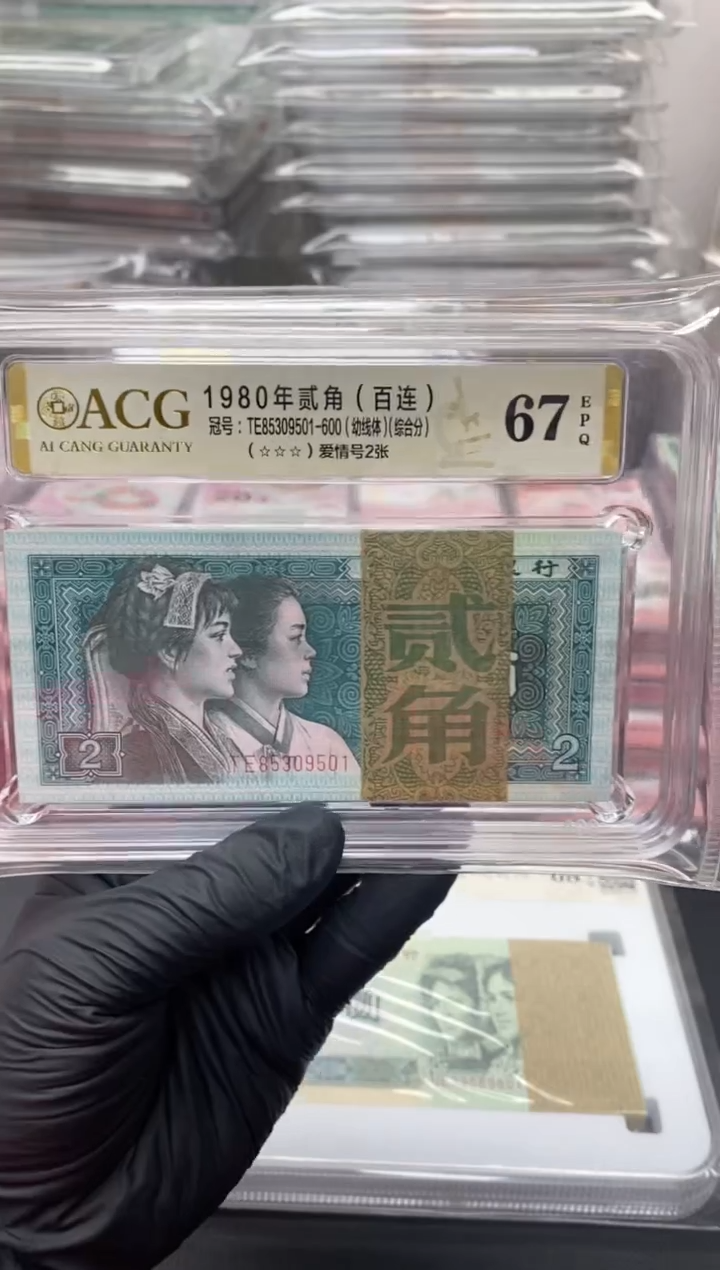 ACG
AI CANG GUARANTY
1980年贰角（百连）
冠号：TE85309501-600（幼线体）(综合分)
（☆☆☆）爱情号2张
67
EPQ
行
贰角
TE85309501
2
2